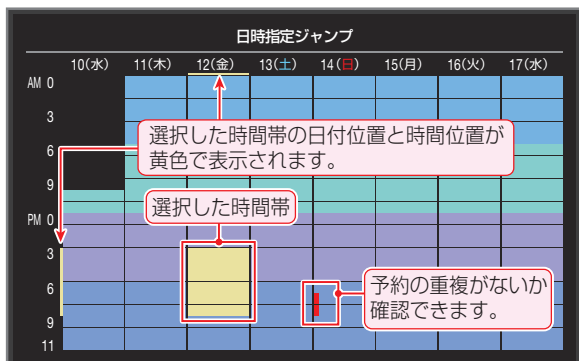 日時指定ジャンプ
10(水) 11(木) 12(金) 13(土) 14(日) 15(月) 16(火) 17(水)
AM 0
3
選択した時間帯の日付位置と時間位置が
黄色で表示されます。
6
9
選択した時間帯
PM 0
3
予約の重複がないか
確認できます。
6
9
11